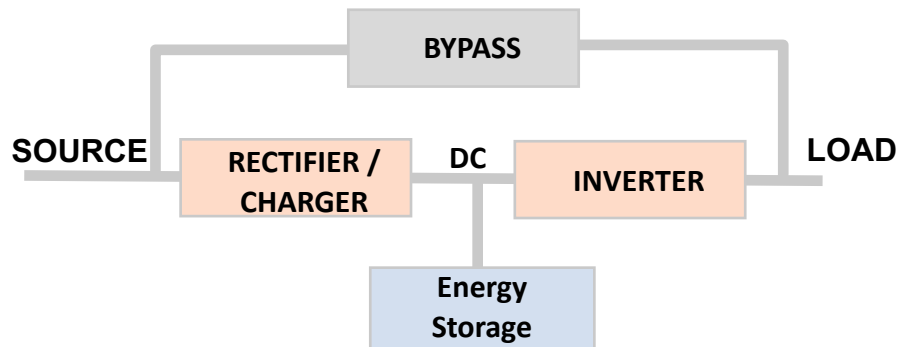 BYPASS
SOURCE
RECTIFIER /
CHARGER
DC
INVERTER
LOAD
Energy
Storage